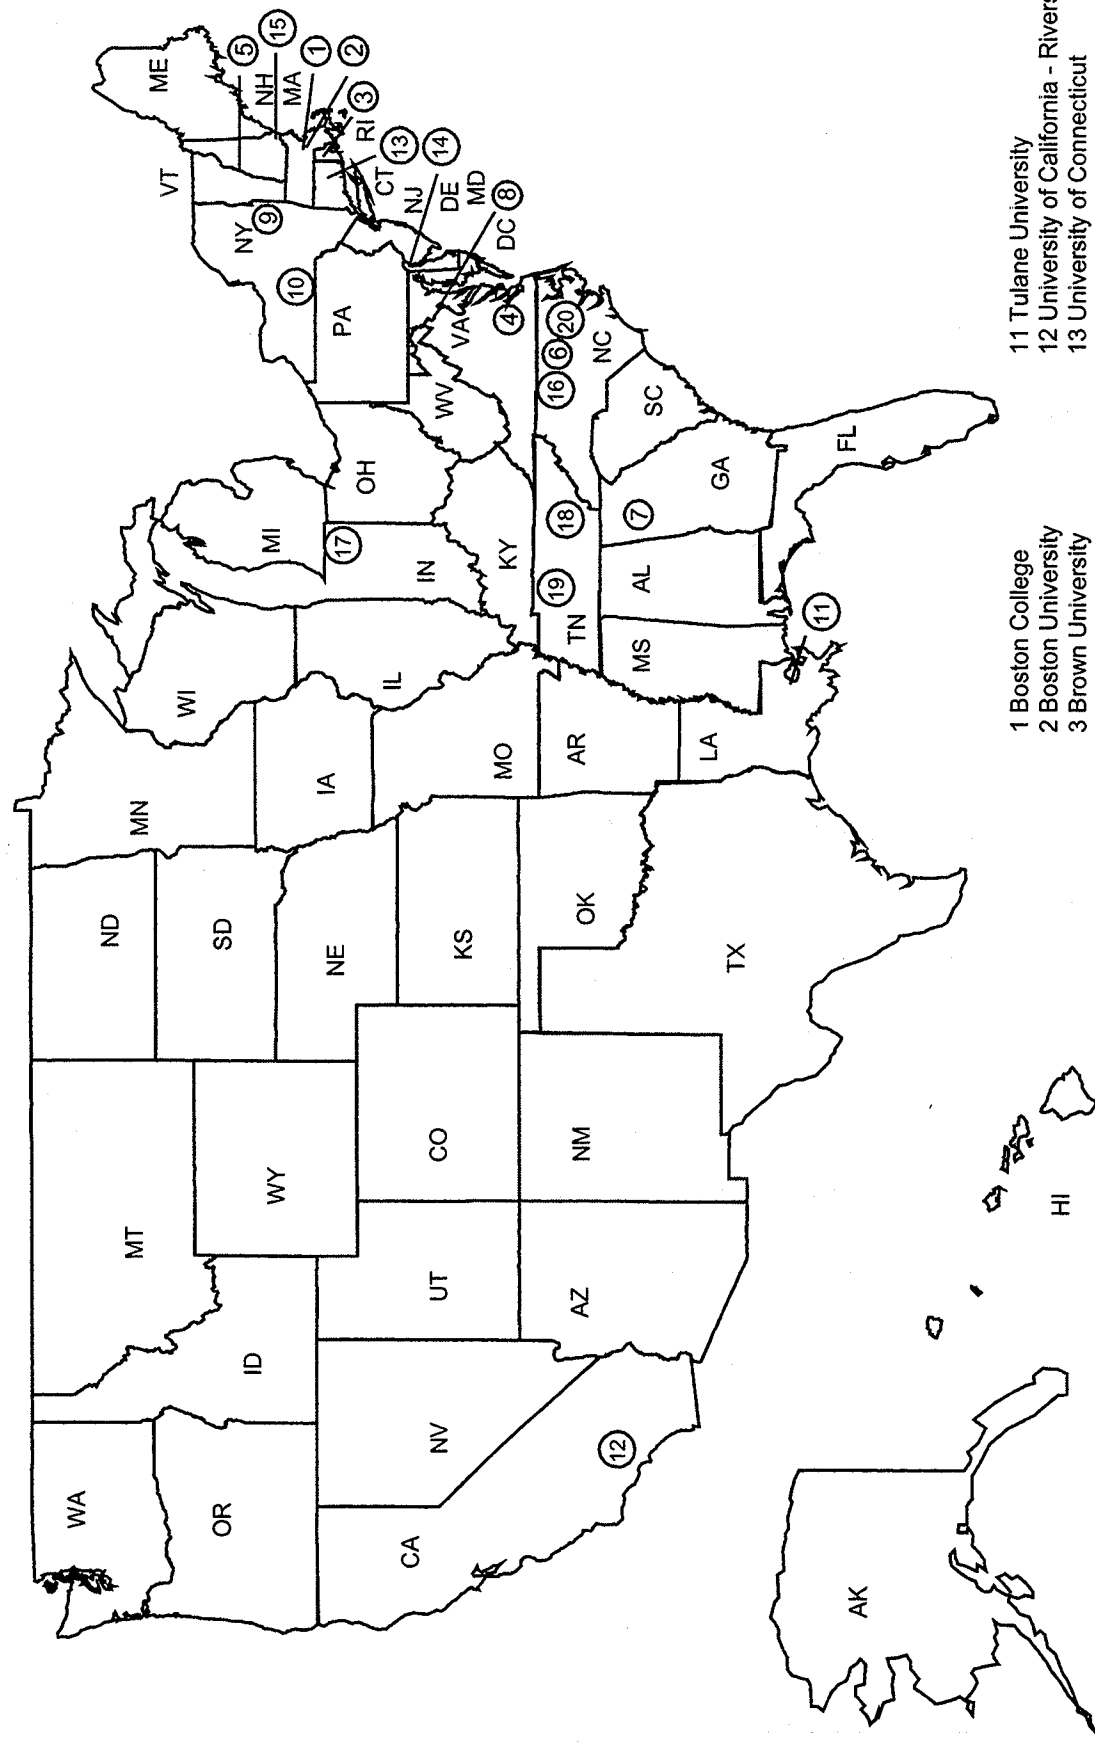 WA
MT
ND
MN
ME
VT
OR
ID
SD
WI
NY
9
5
NH
15
WY
MI
10
MA
1
NE
IA
17
PA
2
OH
RI
3
IL
CT
13
CA
IN
NJ
14
NV
UT
CO
KS
WV
VA
DE
MD
MO
KY
4
DC
8
AZ
NM
OK
AR
TN
19
18
16
6
20
NC
12
MS
AL
7
SC
LA
GA
TX
11
FL
AK
HI
1 Boston College
2 Boston University
3 Brown University
11 Tulane University
12 University of California - Rivers
13 University of Connecticut